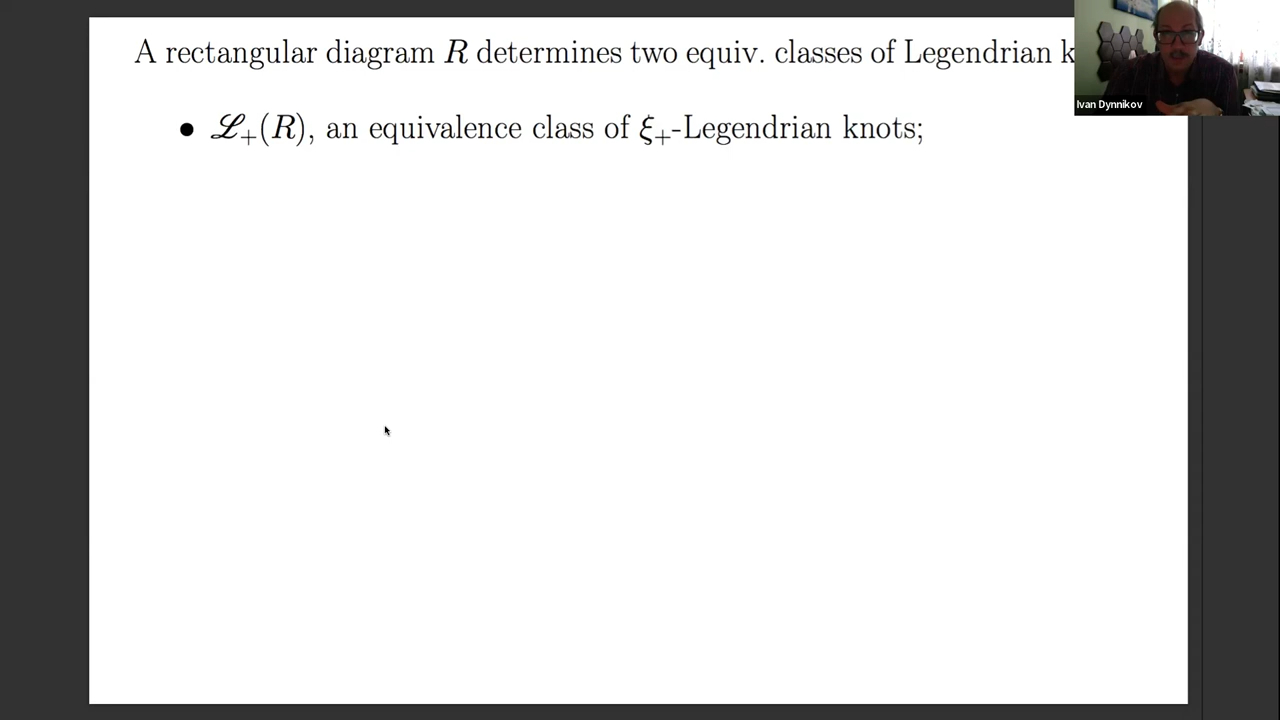 A rectangular diagram R determines two equiv. classes of Legendrian k
Ivan Dynnikov
• ℒ₊(R), an equivalence class of ξ₊-Legendrian knots;